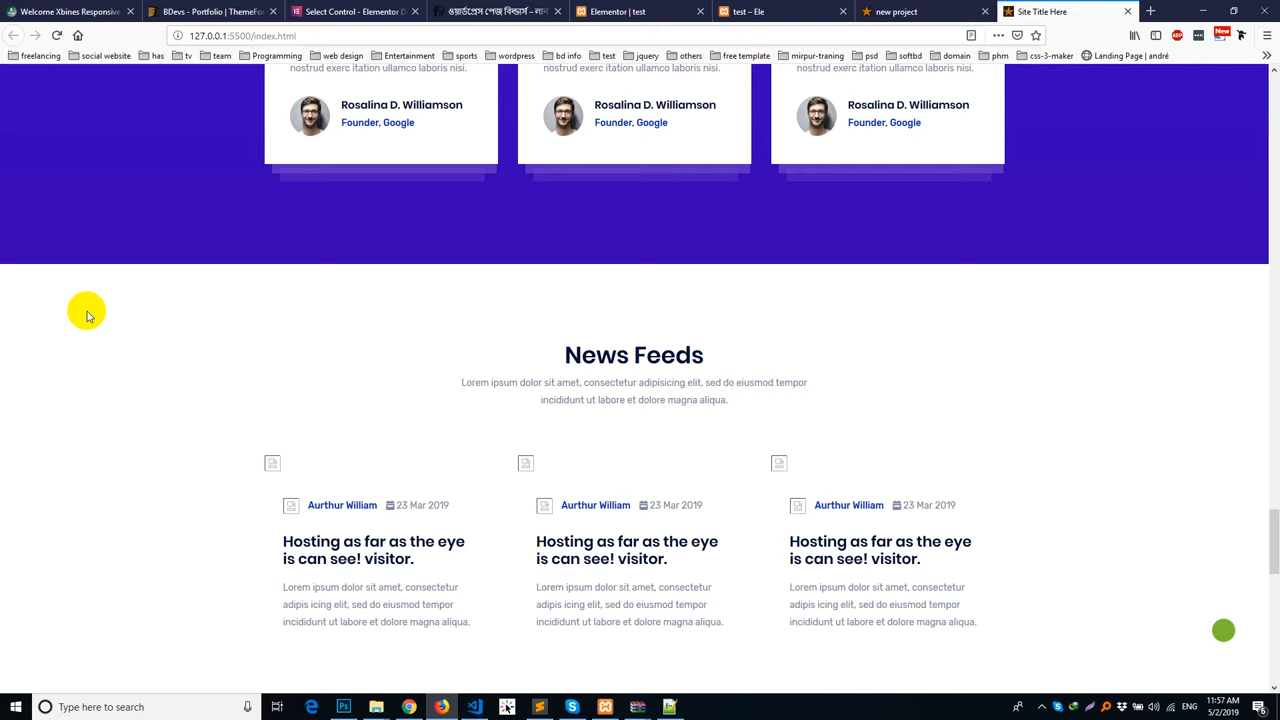 Welcome Xbines Responsive
BDevs – Portfolio | ThemeFo
Select Control - Elementor D
Elementor | test
test – Ele
new project
Site Title Here
127.0.0.1:5500/index.html
New
freelancing
social website
has
tv
team
Programming
web design
Entertainment
sports
wordpress
bd info
test
jquery
others
free template
mirpur-traning
psd
softbd
domain
phm
css-3-maker
Landing Page | andré
nostrud exerc itation ullamco laboris nisi.
nostrud exerc itation ullamco laboris nisi.
nostrud exerc itation ullamco laboris nisi.
Rosalina D. Williamson
Founder, Google
Rosalina D. Williamson
Founder, Google
Rosalina D. Williamson
Founder, Google
News Feeds
Lorem ipsum dolor sit amet, consectetur adipisicing elit, sed do eiusmod tempor
incididunt ut labore et dolore magna aliqua.
Aurthur William 23 Mar 2019
Hosting as far as the eye
is can see! visitor.
Lorem ipsum dolor sit amet, consectetur
adipis icing elit, sed do eiusmod tempor
incididunt ut labore et dolore magna aliqua.
Aurthur William 23 Mar 2019
Hosting as far as the eye
is can see! visitor.
Lorem ipsum dolor sit amet, consectetur
adipis icing elit, sed do eiusmod tempor
incididunt ut labore et dolore magna aliqua.
Aurthur William 23 Mar 2019
Hosting as far as the eye
is can see! visitor.
Lorem ipsum dolor sit amet, consectetur
adipis icing elit, sed do eiusmod tempor
incididunt ut labore et dolore magna aliqua.
Type here to search
ENG
11:57 AM
5/2/2019